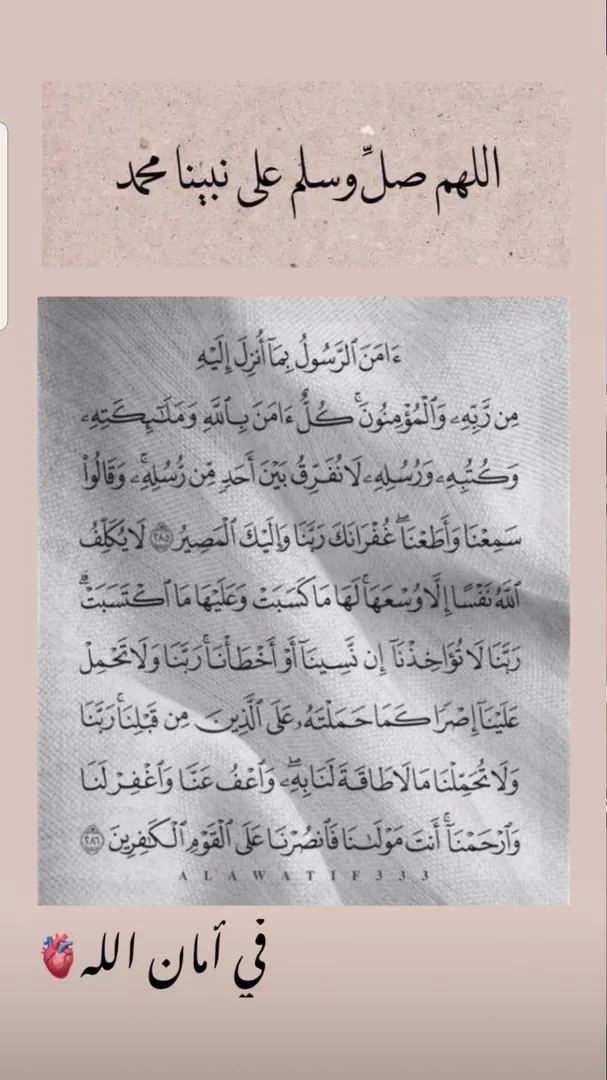 اللهم صلِّ وسلم على نبينا محمد
ءَامَنَ ٱلرَّسُولُ بِمَآ أُنزِلَ إِلَيْهِ
مِن رَّبِّهِۦ وَٱلْمُؤْمِنُونَ ۚ كُلٌّ ءَامَنَ بِٱللَّهِ وَمَلَـٰٓئِكَتِهِۦ
وَكُتُبِهِۦ وَرُسُلِهِۦ لَا نُفَرِّقُ بَيْنَ أَحَدٍ مِّن رُّسُلِهِۦ ۚ وَقَالُوا۟
سَمِعْنَا وَأَطَعْنَا ۖ غُفْرَانَكَ رَبَّنَا وَإِلَيْكَ ٱلْمَصِيرُ ٢٨٥ لَا يُكَلِّفُ
ٱللَّهُ نَفْسًا إِلَّا وُسْعَهَا ۚ لَهَا مَا كَسَبَتْ وَعَلَيْهَا مَا ٱكْتَسَبَتْ ۗ
رَبَّنَا لَا تُؤَاخِذْنَآ إِن نَّسِينَآ أَوْ أَخْطَأْنَا ۚ رَبَّنَا وَلَا تَحْمِلْ
عَلَيْنَآ إِصْرًا كَمَا حَمَلْتَهُۥ عَلَى ٱلَّذِينَ مِن قَبْلِنَا ۚ رَبَّنَا
وَلَا تُحَمِّلْنَا مَا لَا طَاقَةَ لَنَا بِهِۦ ۖ وَٱعْفُ عَنَّا وَٱغْفِرْ لَنَا
وَٱرْحَمْنَآ ۚ أَنتَ مَوْلَىٰنَا فَٱنصُرْنَا عَلَى ٱلْقَوْمِ ٱلْكَـٰفِرِينَ ٢٨٦
ALAWATIF333
في أمان الله